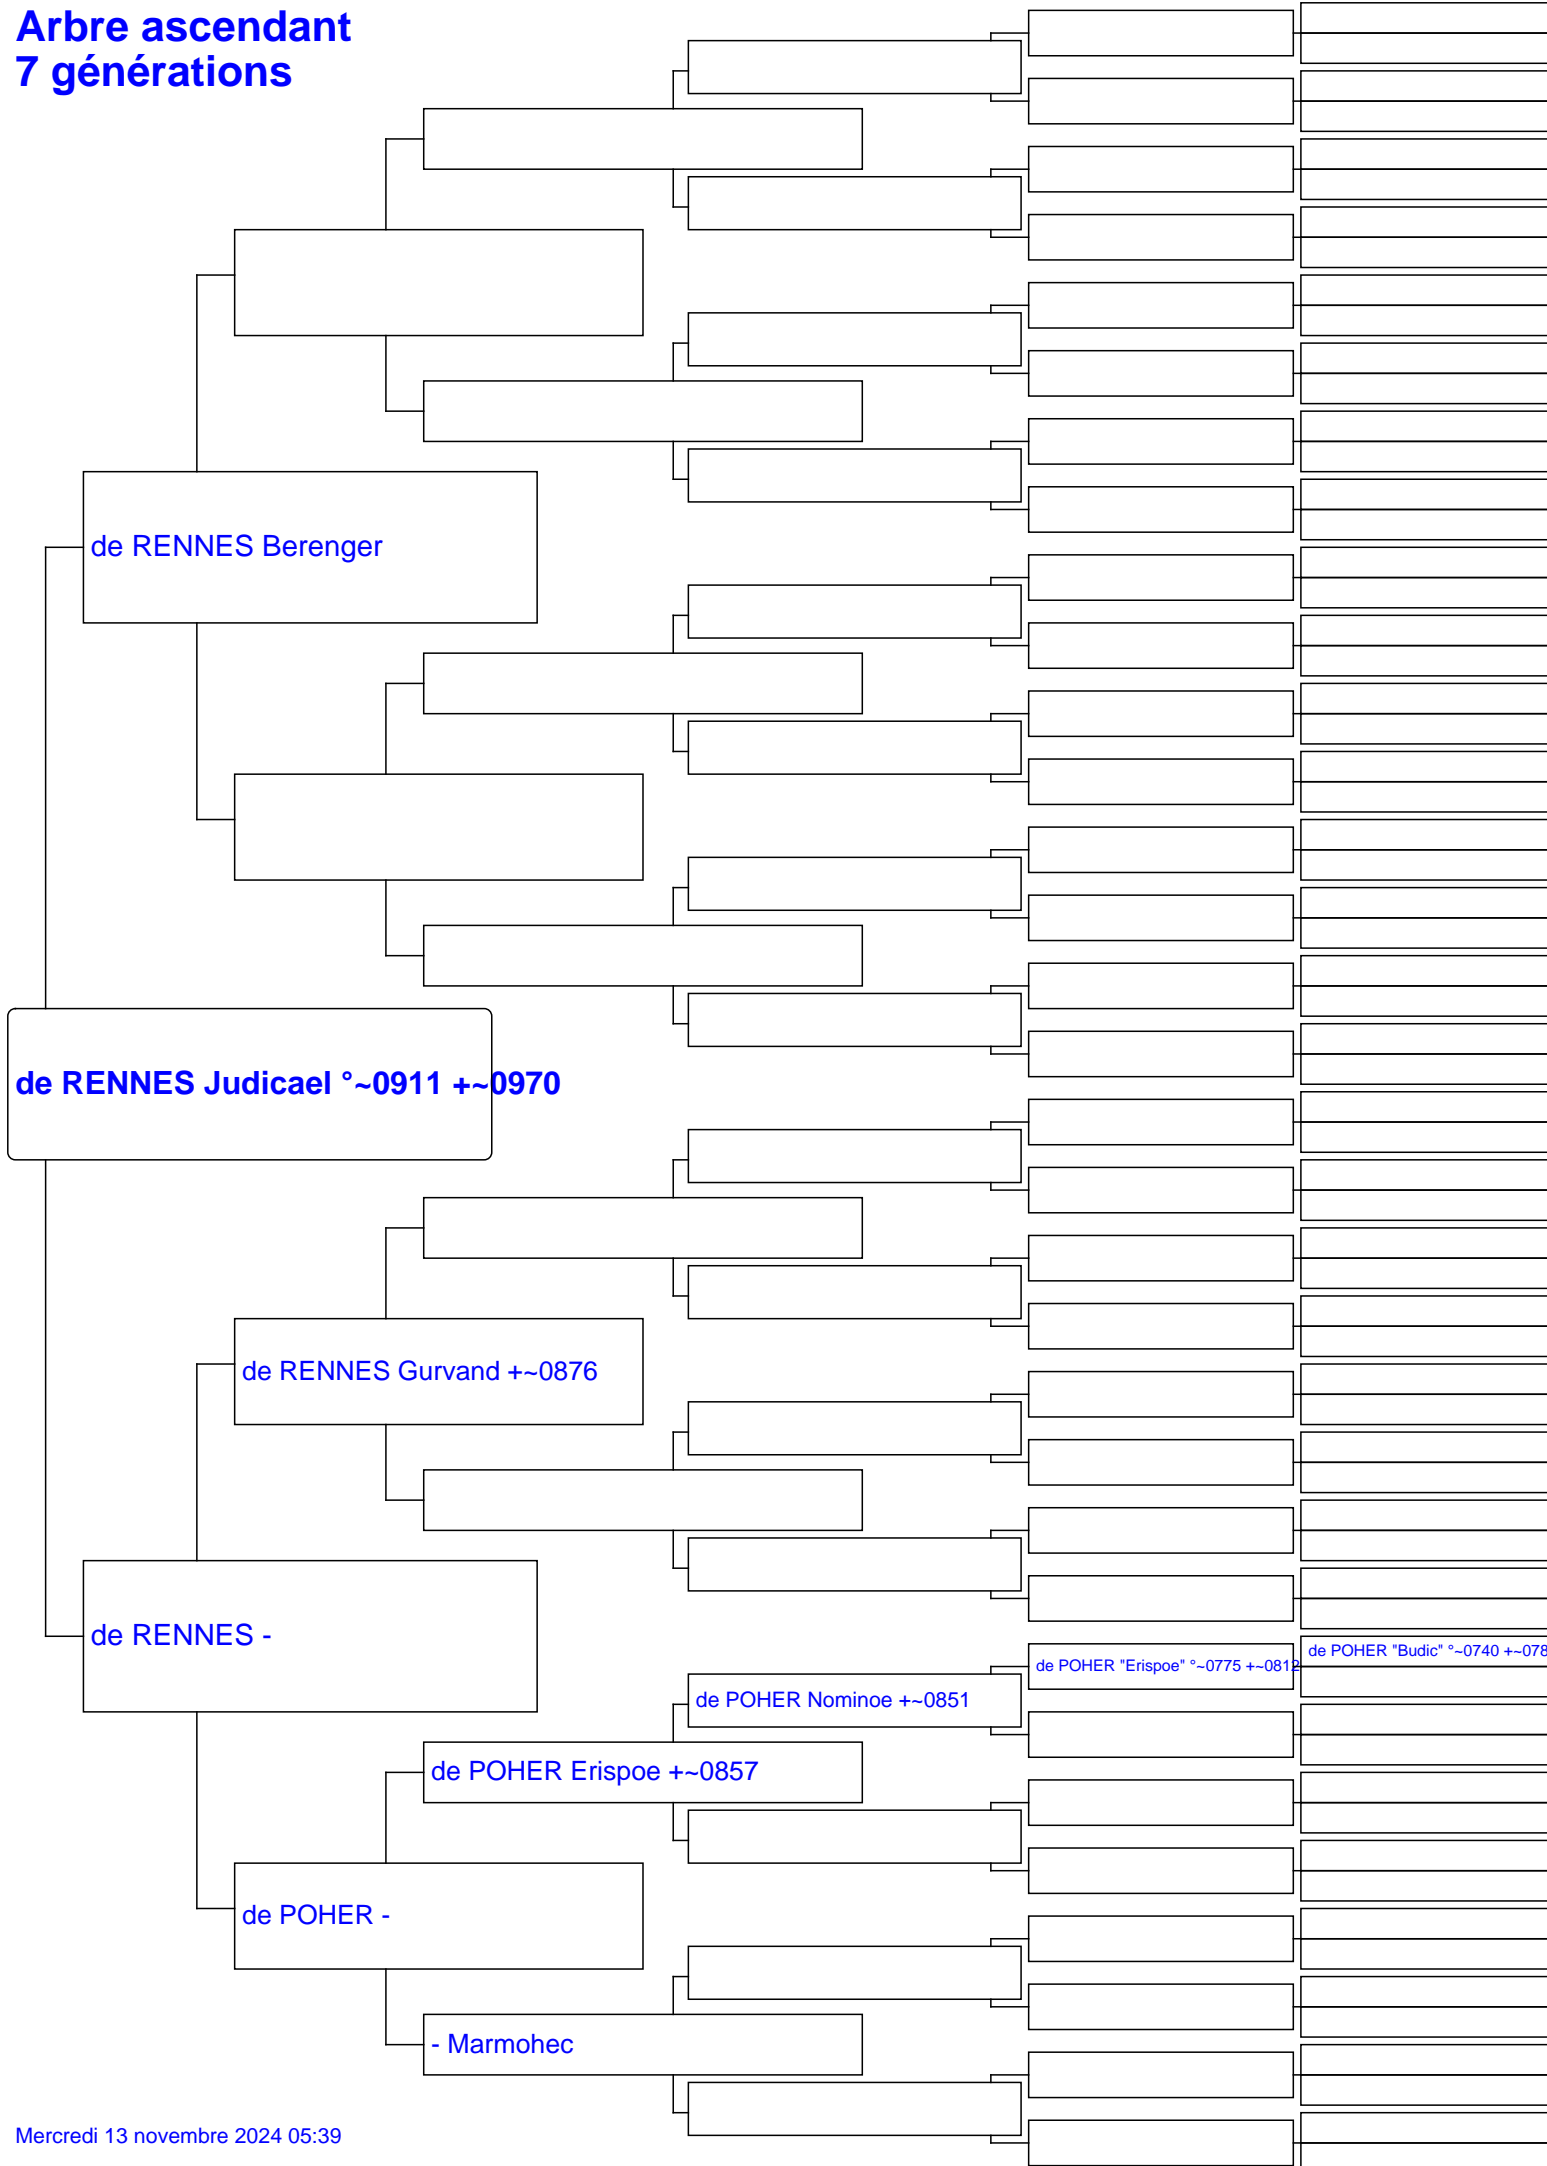 Arbre ascendant
7 générations
de RENNES Berenger
de RENNES Judicael °~0911 +~0970
de RENNES Gurvand +~0876
de RENNES -
de POHER "Erispoe" °~0775 +~0812
de POHER "Budic" °~0740 +~078
de POHER Nominoe +~0851
de POHER Erispoe +~0857
de POHER -
- Marmohec
Mercredi 13 novembre 2024 05:39